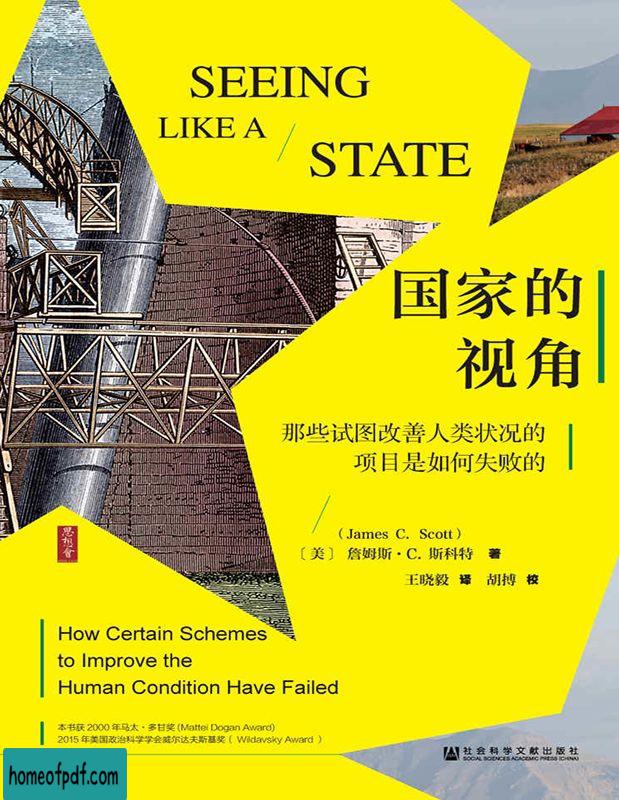 SEEING
LIKE A
STATE
国家的
视角
那些试图改善人类状况的
项目是如何失败的
（James C. Scott）
〔美〕詹姆斯·C. 斯科特 著
王晓毅 译 胡搏 校
思想會
How Certain Schemes
to Improve the
Human Condition Have Failed
本书获 2000 年马太·多甘奖（Mattei Dogan Award）
2015 年美国政治科学学会威尔达夫斯基奖〔 Wildavsky Award 〕
社会科学文献出版社
SOCIAL SCIENCES ACADEMIC PRESS (CHINA)
homeofpdf.com